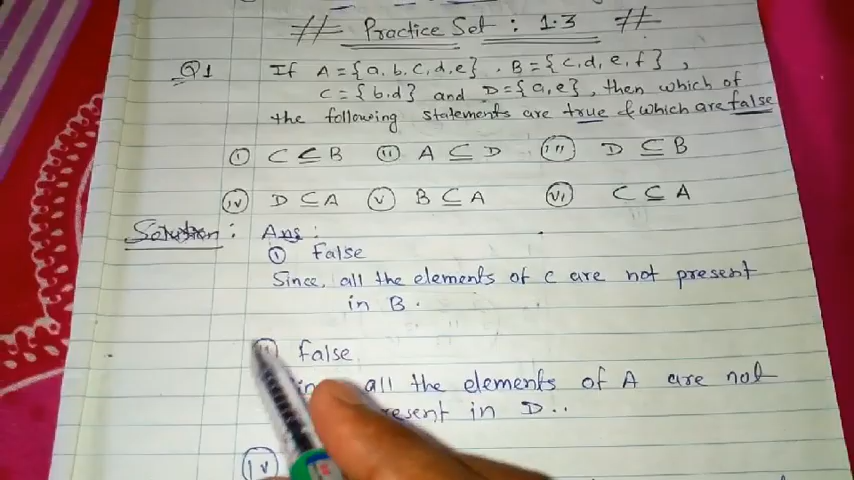 // Practice Set : 1.3 //
Q1 If A = {a, b, c, d, e} . B = {c, d, e, f} ,
C = {b, d} and D = {a, e} , then which of
the following statements are true & which are false
(i) C ⊆ B (ii) A ⊆ D (iii) D ⊆ B
(iv) D ⊆ A (v) B ⊆ A (vi) C ⊆ A
Solution : Ans :
(i) False
Since, all the elements of C are not present
in B.
False.
all the elements of A are not
present in D..
(iv)